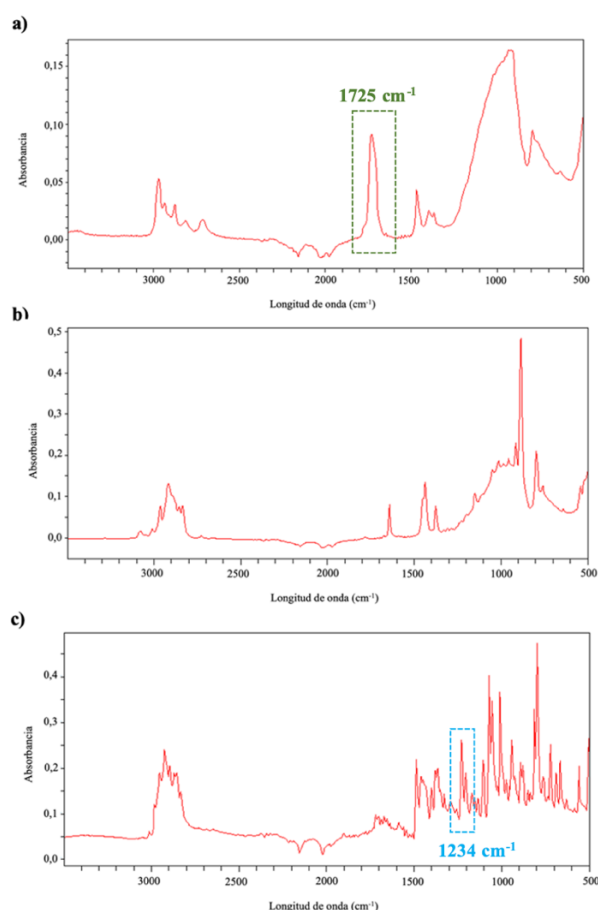 a)
1725 cm-1
0,15
0,10
0,05
0,00
Absorbancia
3000 2500 2000 1500 1000 500
Longitud de onda (cm-1)
b)
0,5
0,4
0,3
0,2
0,1
0,0
Absorbancia
3000 2500 2000 1500 1000 500
Longitud de onda (cm-1)
c)
0,4
0,3
0,2
0,1
0,0
Absorbancia
1234 cm-1
3000 2500 2000 1500 1000 500
Longitud de onda (cm-1)